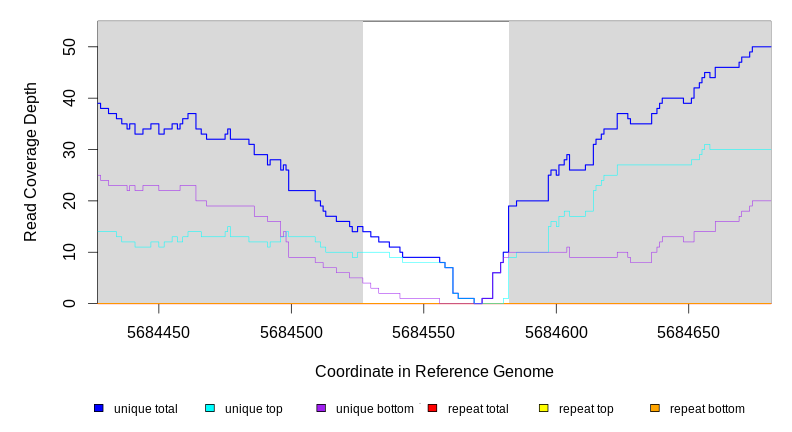 Read Coverage Depth
50
40
30
20
10
0
5684450 5684500 5684550 5684600 5684650
Coordinate in Reference Genome
unique total unique top unique bottom repeat total repeat top repeat bottom